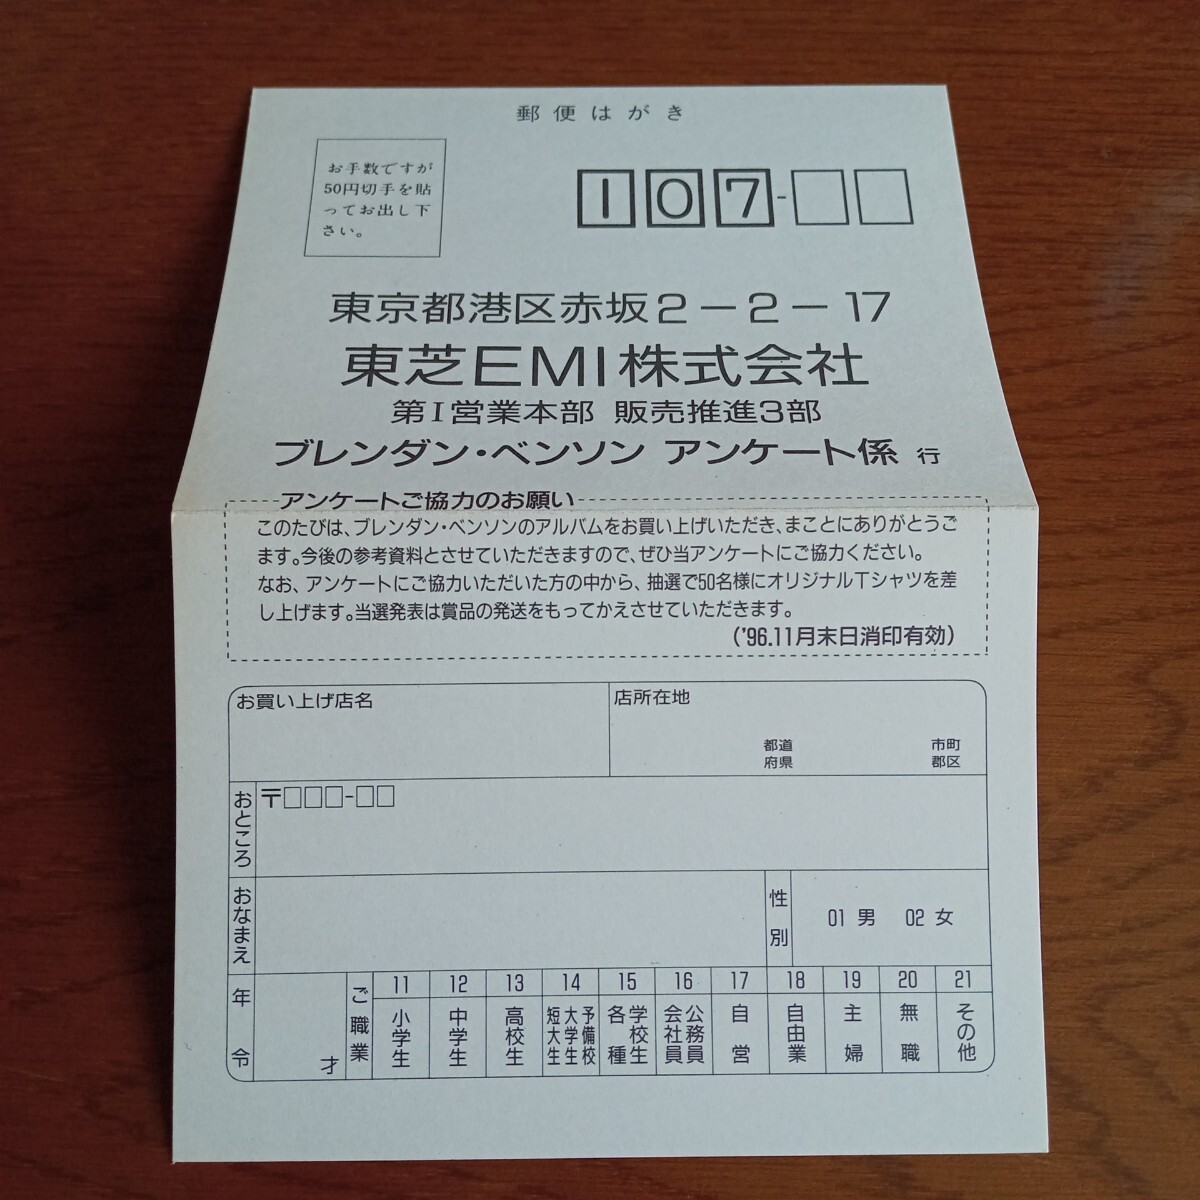 郵便はがき
お手数ですが
50円切手を貼
ってお出し下
さい。
107-□□
東京都港区赤坂2-2-17
東芝EMI株式会社
第I営業本部 販売推進3部
ブレンダン・ベンソン アンケート係 行
アンケートご協力のお願い
このたびは、ブレンダン・ベンソンのアルバムをお買い上げいただき、まことにありがとうご
ます。今後の参考資料とさせていただきますので、ぜひ当アンケートにご協力ください。
なお、アンケートにご協力いただいた方の中から、抽選で50名様にオリジナルTシャツを差
し上げます。当選発表は賞品の発送をもってかえさせていただきます。
('96.11月末日消印有効)
お買い上げ店名
店所在地
都道
府県
市町
郡区
おところ
〒□□□-□□
おなまえ
性別
01 男 02 女
年令
才
ご職業
11 小学生
12 中学生
13 高校生
14 予備校 大学生 短大生
15 学校生 各種
16 公務員 会社員
17 自営
18 自由業
19 主婦
20 無職
21 その他